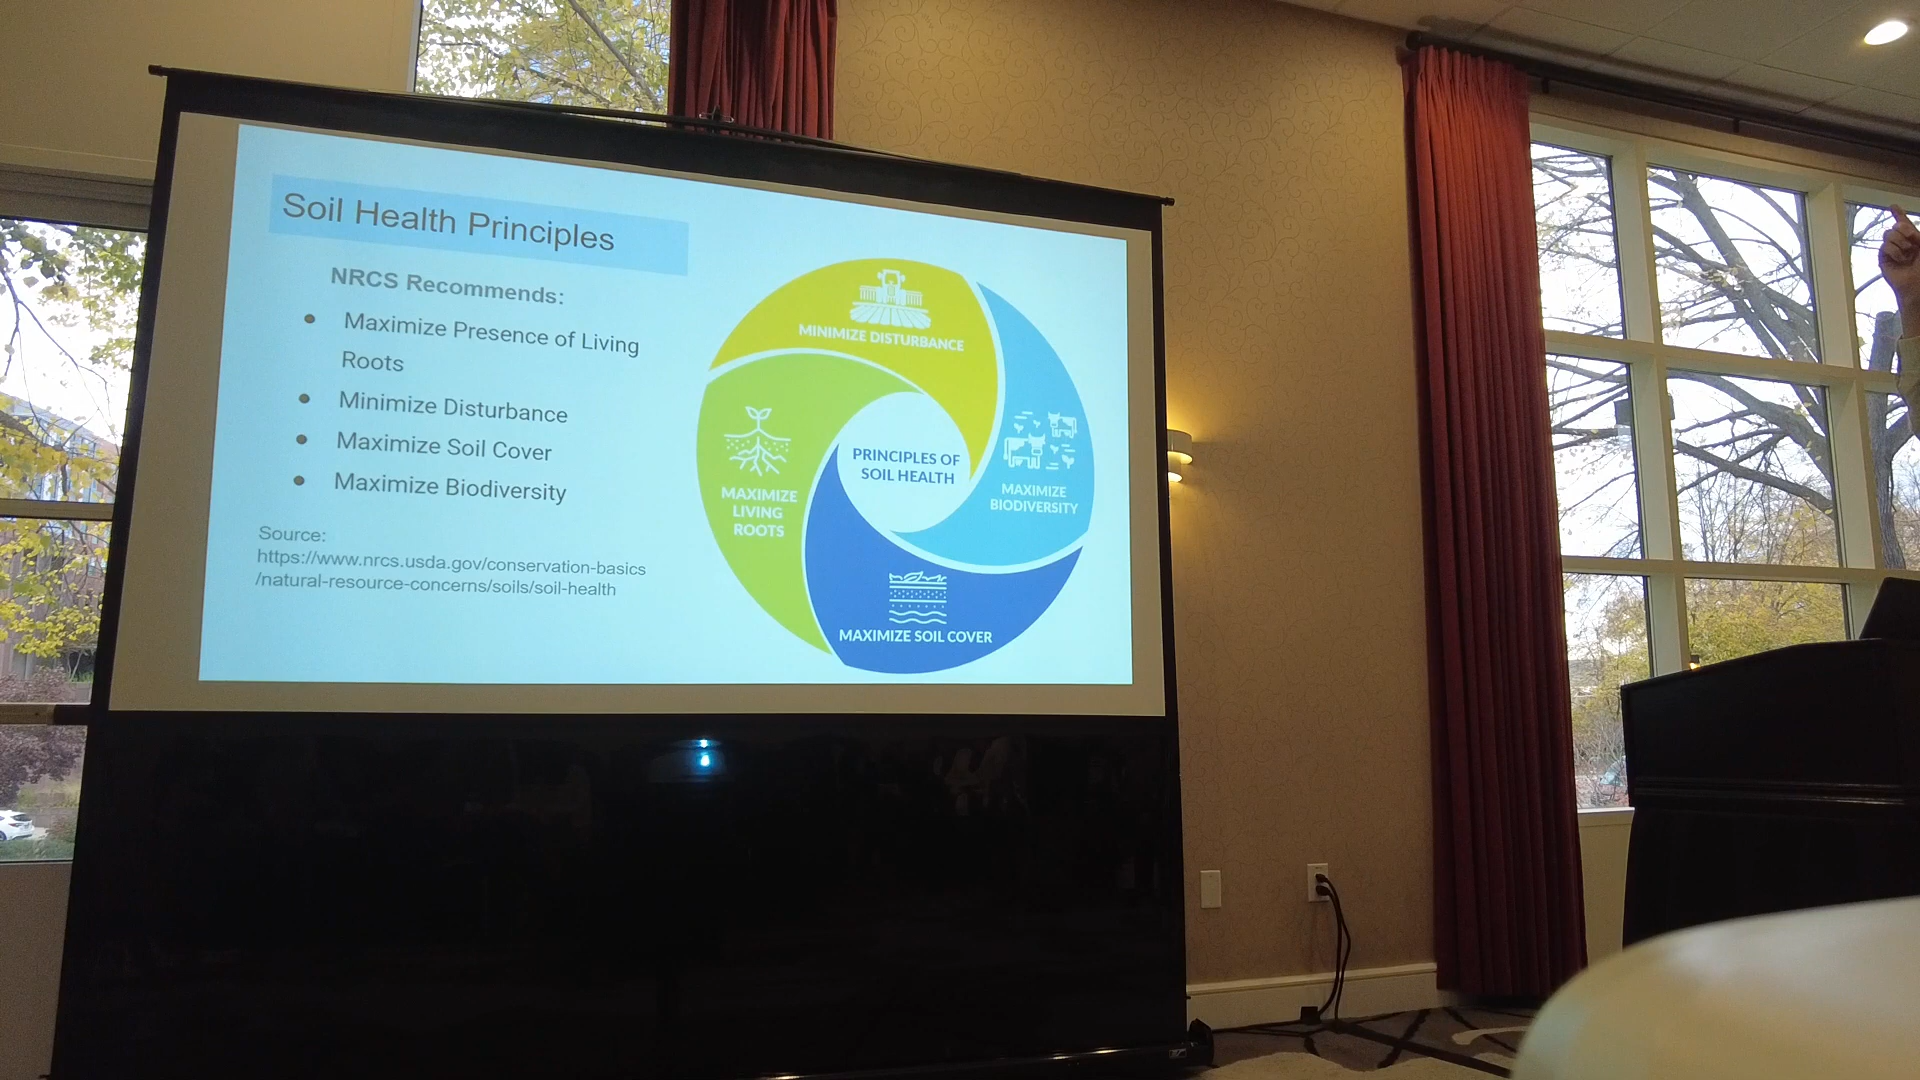 Soil Health Principles
NRCS Recommends:
Maximize Presence of Living
Roots
Minimize Disturbance
Maximize Soil Cover
Maximize Biodiversity
Source:
https://www.nrcs.usda.gov/conservation-basics
/natural-resource-concerns/soils/soil-health
MINIMIZE DISTURBANCE
MAXIMIZE
BIODIVERSITY
MAXIMIZE SOIL COVER
MAXIMIZE
LIVING
ROOTS
PRINCIPLES OF
SOIL HEALTH